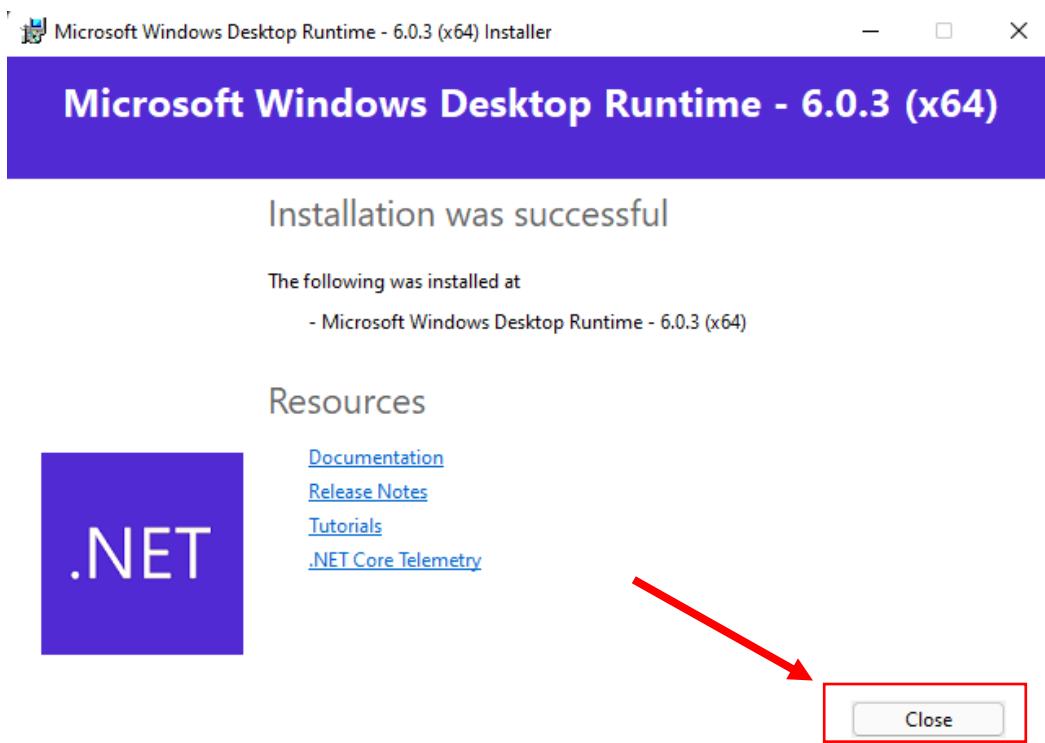 Microsoft Windows Desktop Runtime - 6.0.3 (x64) Installer
Microsoft Windows Desktop Runtime - 6.0.3 (x64)
Installation was successful
The following was installed at
- Microsoft Windows Desktop Runtime - 6.0.3 (x64)
Resources
Documentation
Release Notes
Tutorials
.NET Core Telemetry
.NET
Close